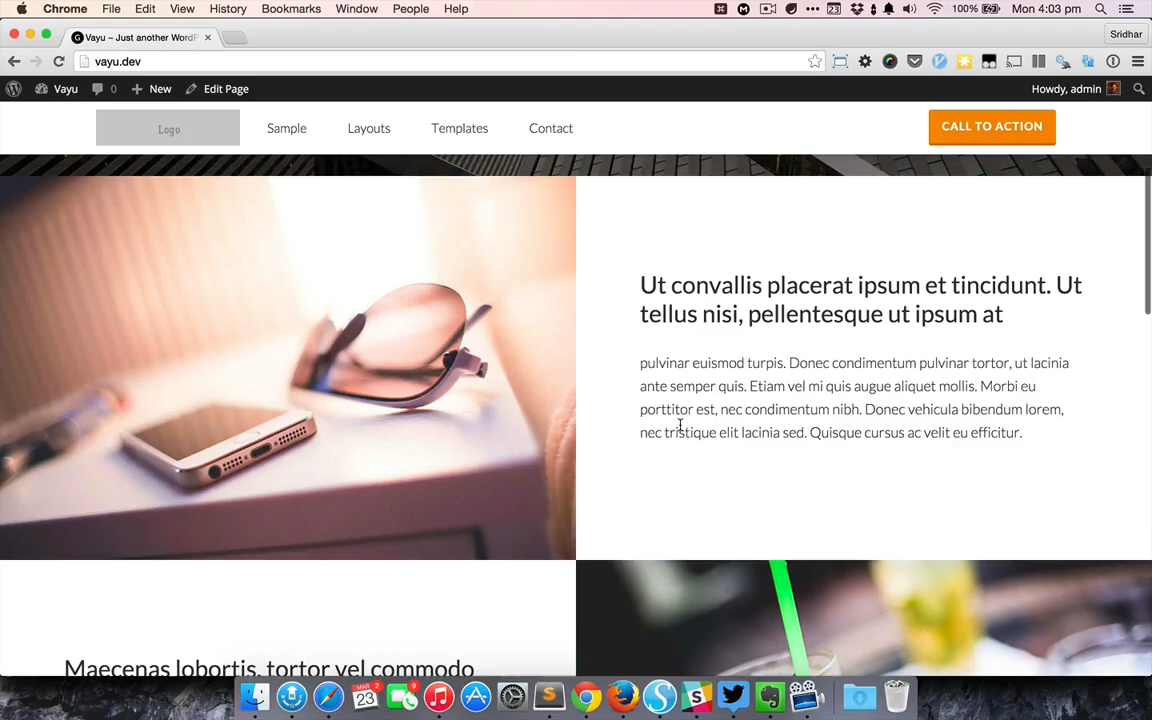 Chrome File Edit View History Bookmarks Window People Help 23 100% Mon 4:03 pm
Vayu – Just another WordP Sridhar
vayu.dev
Vayu 0 New Edit Page Howdy, admin
Logo Sample Layouts Templates Contact CALL TO ACTION
Ut convallis placerat ipsum et tincidunt. Ut
tellus nisi, pellentesque ut ipsum at
pulvinar euismod turpis. Donec condimentum pulvinar tortor, ut lacinia
ante semper quis. Etiam vel mi quis augue aliquet mollis. Morbi eu
porttitor est, nec condimentum nibh. Donec vehicula bibendum lorem,
nec tristique elit lacinia sed. Quisque cursus ac velit eu efficitur.
Maecenas lobortis, tortor vel commodo
MAR 23 2 9